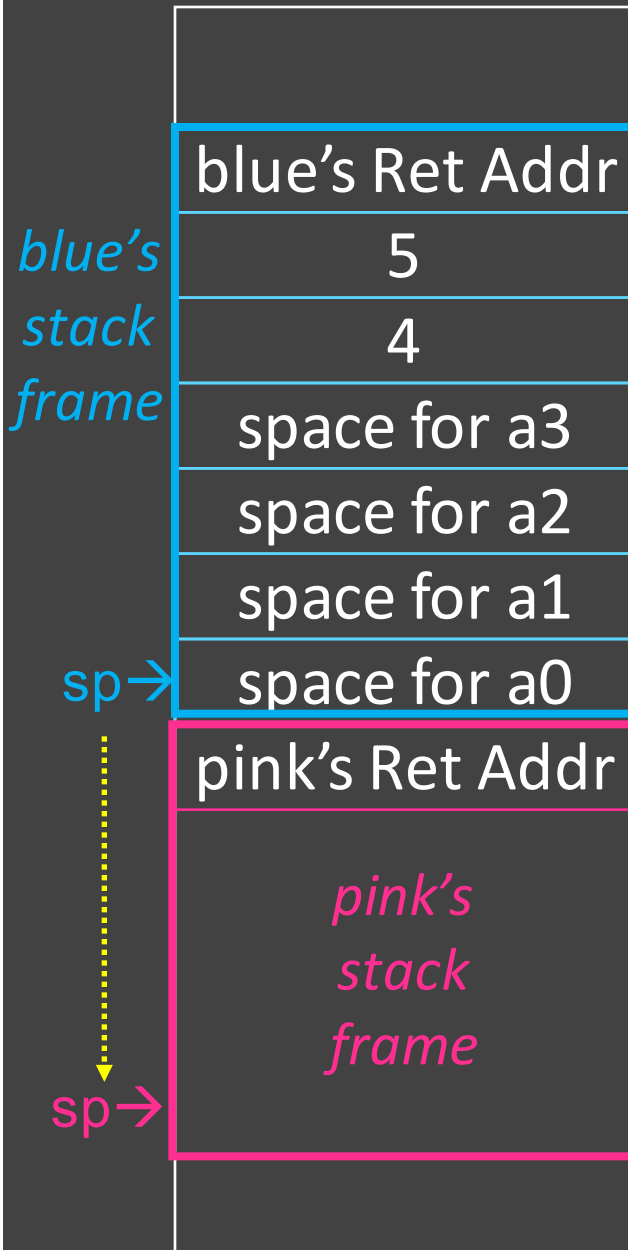 blue's Ret Addr
blue's
stack
frame
5
4
space for a3
space for a2
space for a1
sp→
space for a0
pink's Ret Addr
pink's
stack
frame
sp→